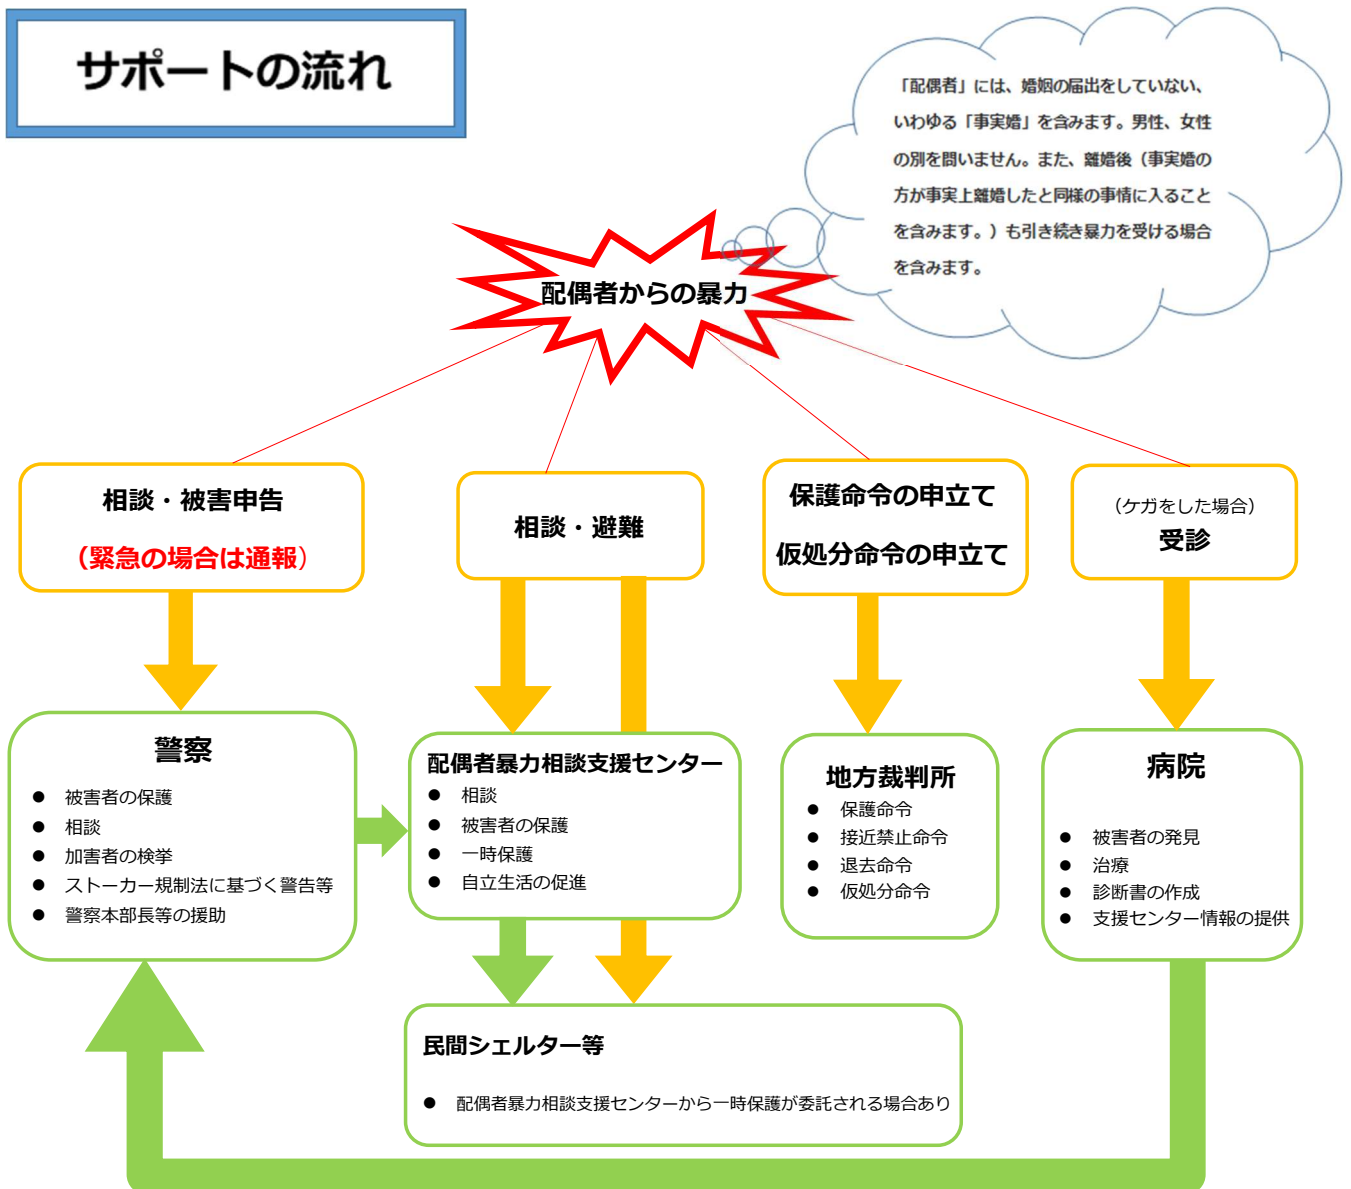 サポートの流れ
「配偶者」には、婚姻の届出をしていない、
いわゆる「事実婚」を含みます。男性、女性
の別を問いません。また、離婚後（事実婚の
方が事実上離婚したと同様の事情に入ること
を含みます。）も引き続き暴力を受ける場合
を含みます。
配偶者からの暴力
相談・被害申告
（緊急の場合は通報）
相談・避難
保護命令の申立て
仮処分命令の申立て
（ケガをした場合）
受診
警察
● 被害者の保護
● 相談
● 加害者の検挙
● ストーカー規制法に基づく警告等
● 警察本部長等の援助
配偶者暴力相談支援センター
● 相談
● 被害者の保護
● 一時保護
● 自立生活の促進
地方裁判所
● 保護命令
● 接近禁止命令
● 退去命令
● 仮処分命令
病院
● 被害者の発見
● 治療
● 診断書の作成
● 支援センター情報の提供
民間シェルター等
● 配偶者暴力相談支援センターから一時保護が委託される場合あり